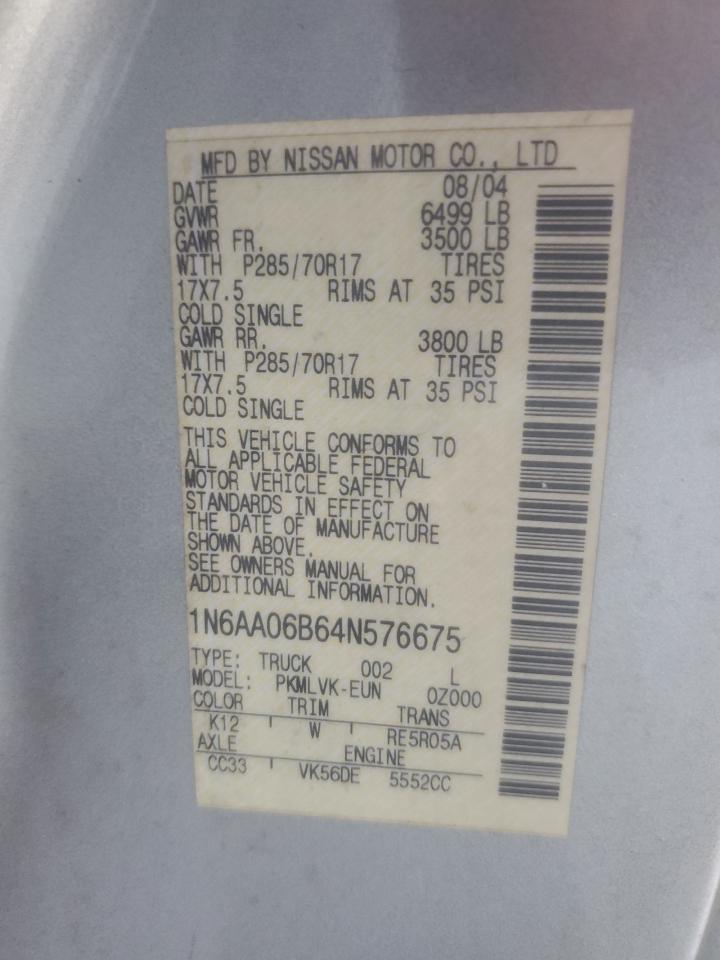 MFD BY NISSAN MOTOR CO., LTD
DATE 08/04
GVWR 6499 LB
GAWR FR. 3500 LB
WITH P285/70R17 TIRES
17X7.5 RIMS AT 35 PSI
COLD SINGLE
GAWR RR. 3800 LB
WITH P285/70R17 TIRES
17X7.5 RIMS AT 35 PSI
COLD SINGLE
THIS VEHICLE CONFORMS TO
ALL APPLICABLE FEDERAL
MOTOR VEHICLE SAFETY
STANDARDS IN EFFECT ON
THE DATE OF MANUFACTURE
SHOWN ABOVE.
SEE OWNERS MANUAL FOR
ADDITIONAL INFORMATION.
1N6AA06B64N576675
TYPE: TRUCK 002 L
MODEL: PKMLVK-EUN 0Z000
COLOR TRIM TRANS
K12 W RE5R05A
AXLE ENGINE
CC33 VK56DE 5552CC